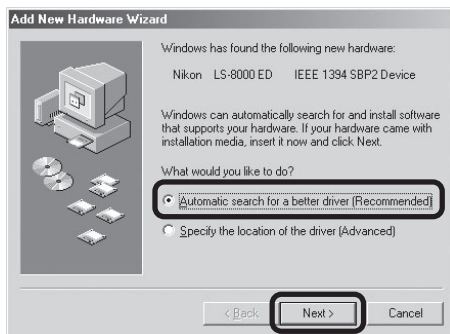 Add New Hardware Wizard
Windows has found the following new hardware:
Nikon LS-8000 ED IEEE 1394 SBP2 Device
Windows can automatically search for and install software
that supports your hardware. If your hardware came with
installation media, insert it now and click Next.
What would you like to do?
Automatic search for a better driver (Recommended)
Specify the location of the driver (Advanced)
< Back Next > Cancel